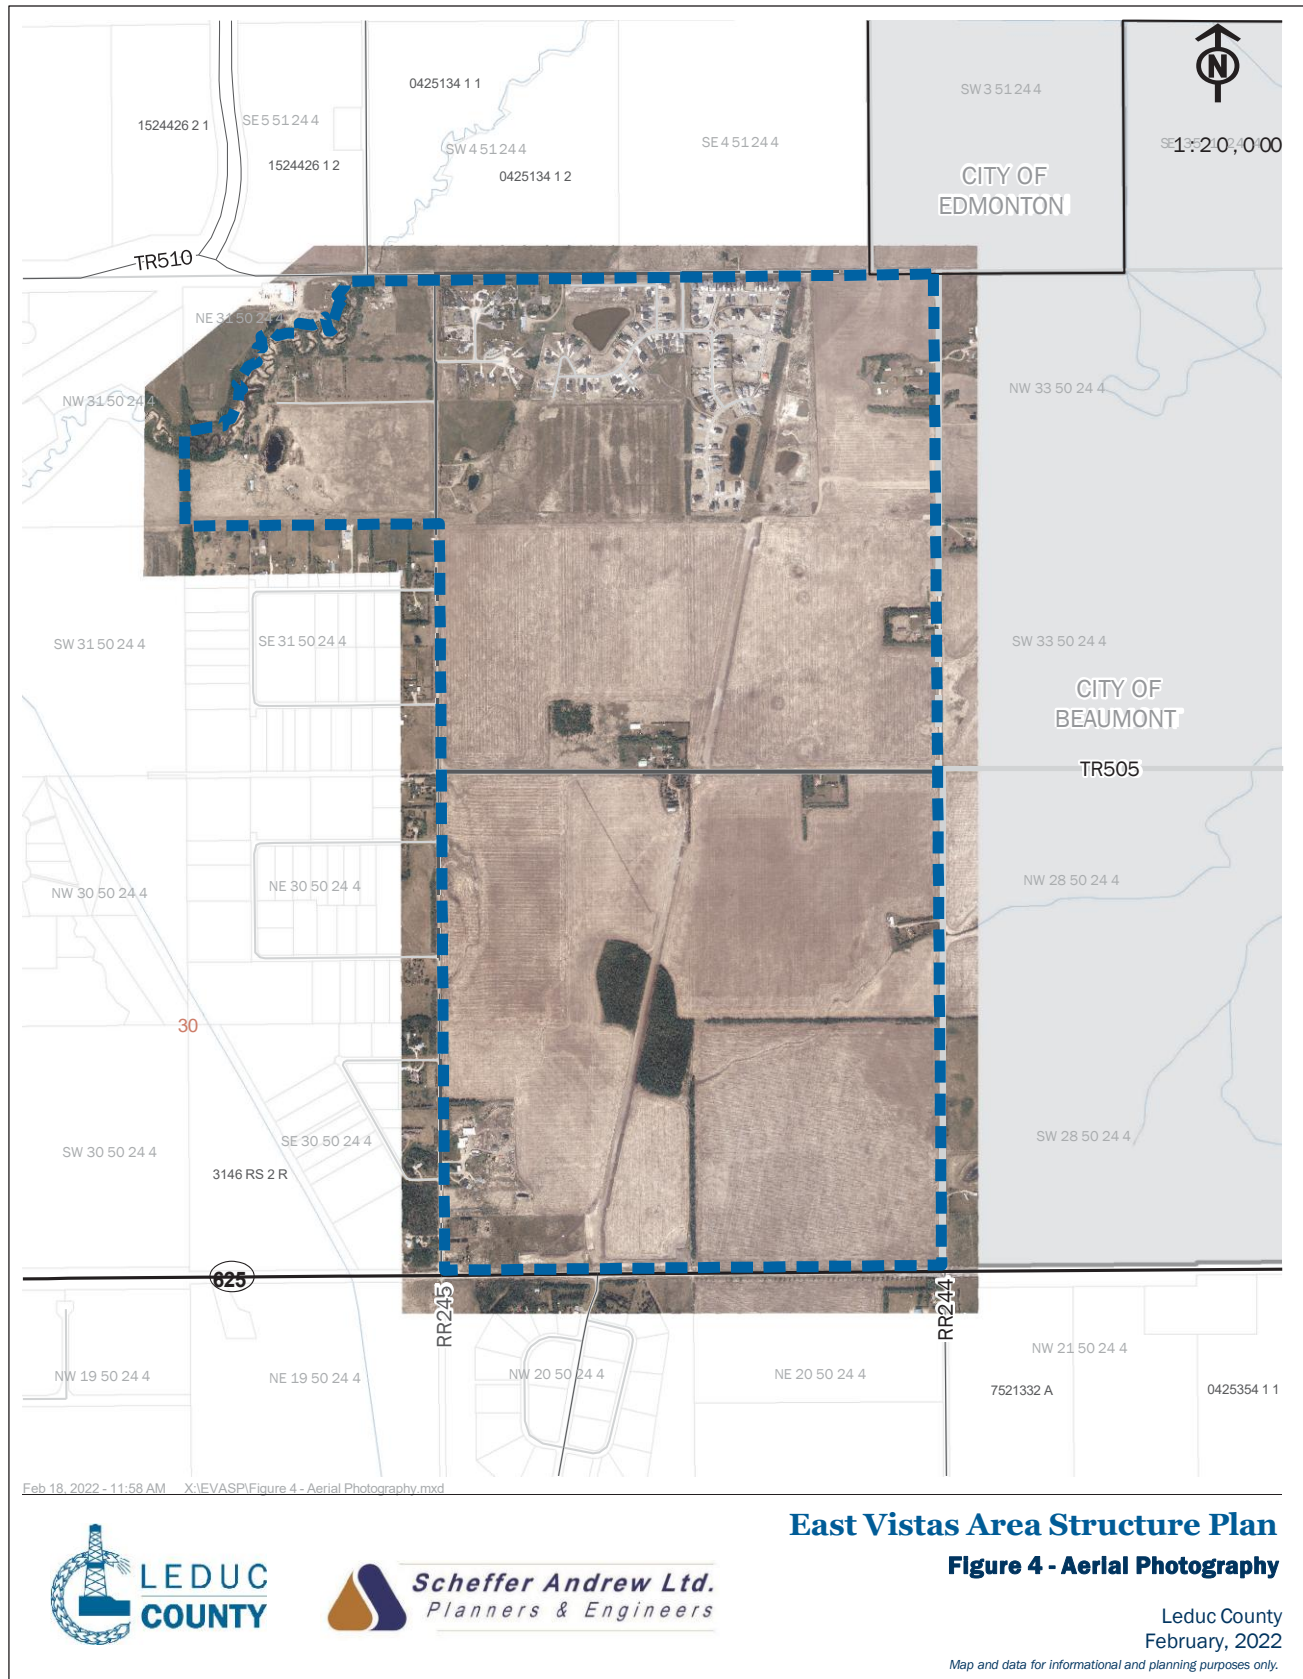 0425134 1 1
SW 3 51 24 4
1524426 2 1
SE 5 51 24 4
SW 4 51 24 4
SE 4 51 24 4
N
1:20,000
1524426 1 2
0425134 1 2
CITY OF
EDMONTON
TR510
NE 31 50 24 4
NW 31 50 24 4
NW 33 50 24 4
SW 31 50 24 4
SE 31 50 24 4
SW 33 50 24 4
CITY OF
BEAUMONT
TR505
NW 30 50 24 4
NE 30 50 24 4
NW 28 50 24 4
30
SW 30 50 24 4
SE 30 50 24 4
SW 28 50 24 4
3146 RS 2 R
625
RR245
RR244
NW 19 50 24 4
NE 19 50 24 4
NW 20 50 24 4
NE 20 50 24 4
NW 21 50 24 4
7521332 A
0425354 1 1
Feb 18, 2022 - 11:58 AM X:\EVASP\Figure 4 - Aerial Photography.mxd
East Vistas Area Structure Plan
Figure 4 - Aerial Photography
LEDUC
COUNTY
Scheffer Andrew Ltd.
Planners & Engineers
Leduc County
February, 2022
Map and data for informational and planning purposes only.